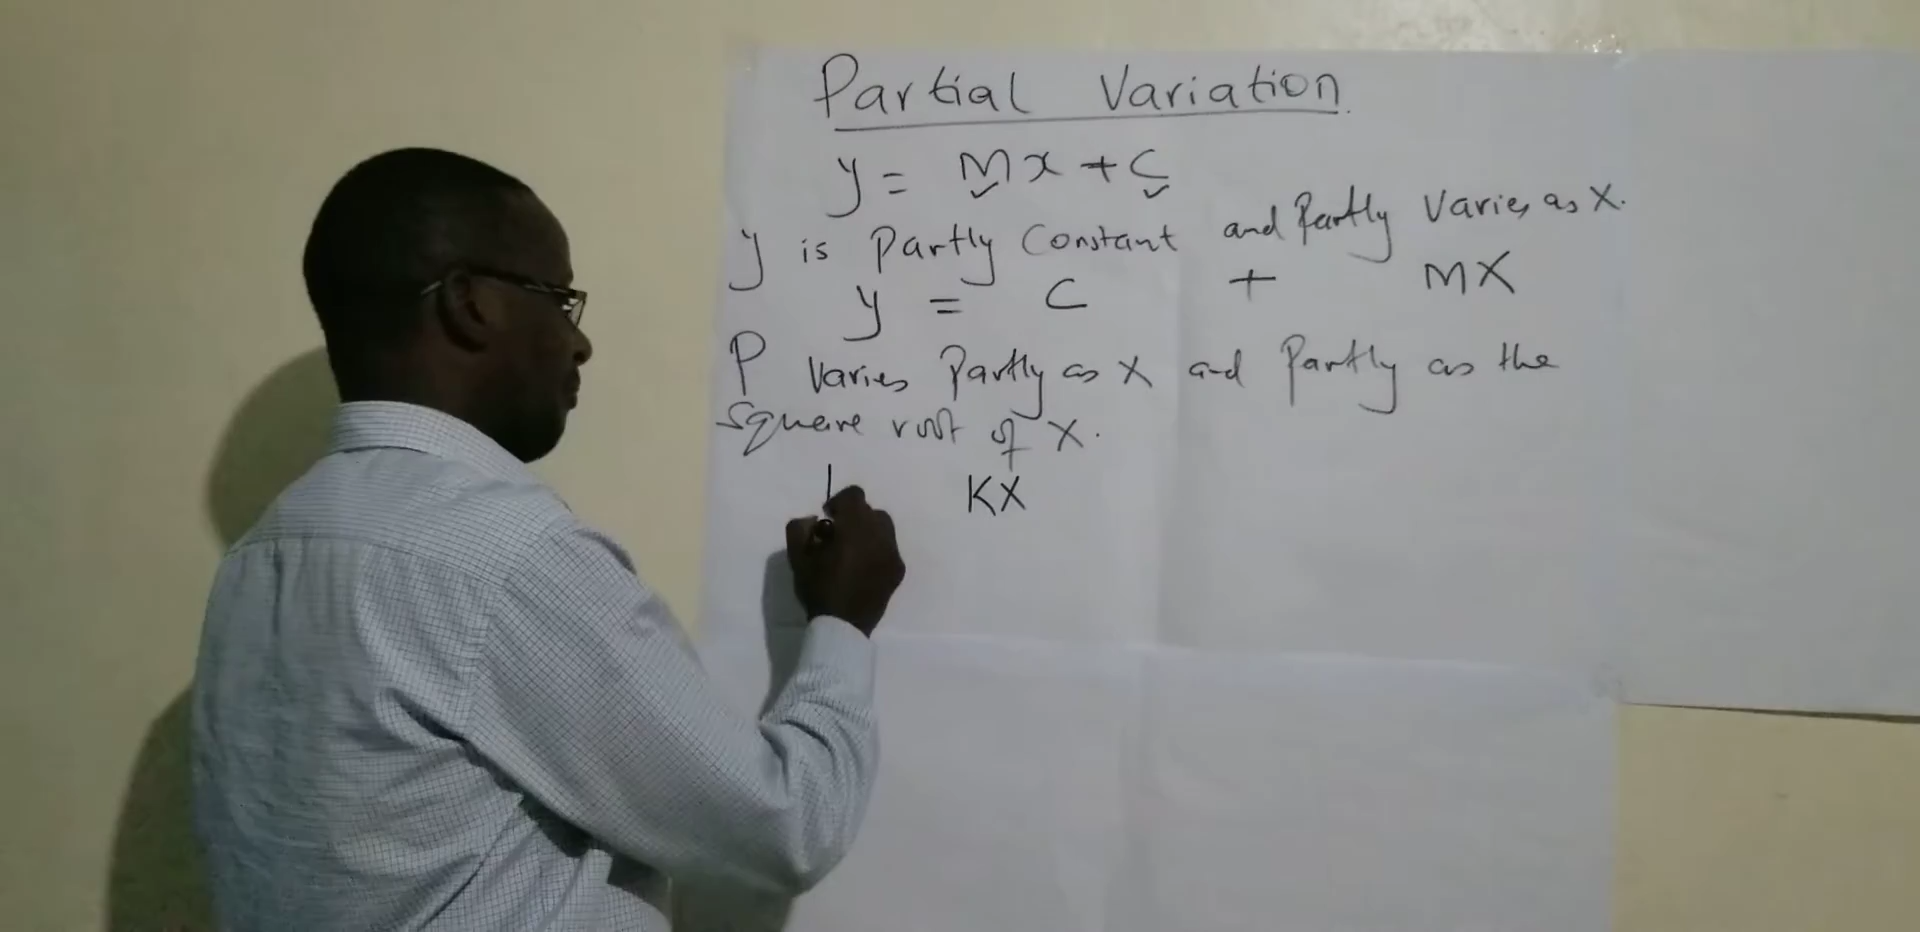 Partial Variation
y = Mx + C
y is Partly Constant and Partly Varies as X.
y = C + MX
P Varies Partly as X and Partly as the
Square root of X.
KX